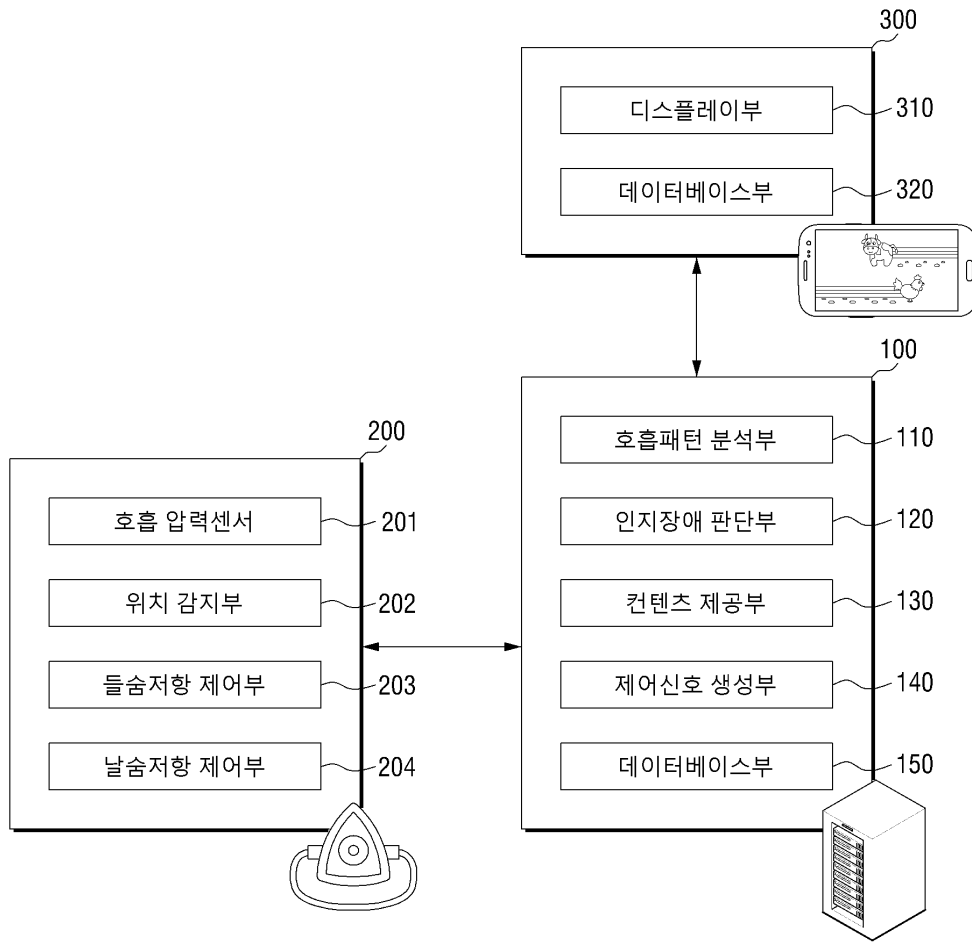 300
디스플레이부 310
데이터베이스부 320
100
호흡패턴 분석부 110
인지장애 판단부 120
컨텐츠 제공부 130
제어신호 생성부 140
데이터베이스부 150
200
호흡 압력센서 201
위치 감지부 202
들숨저항 제어부 203
날숨저항 제어부 204